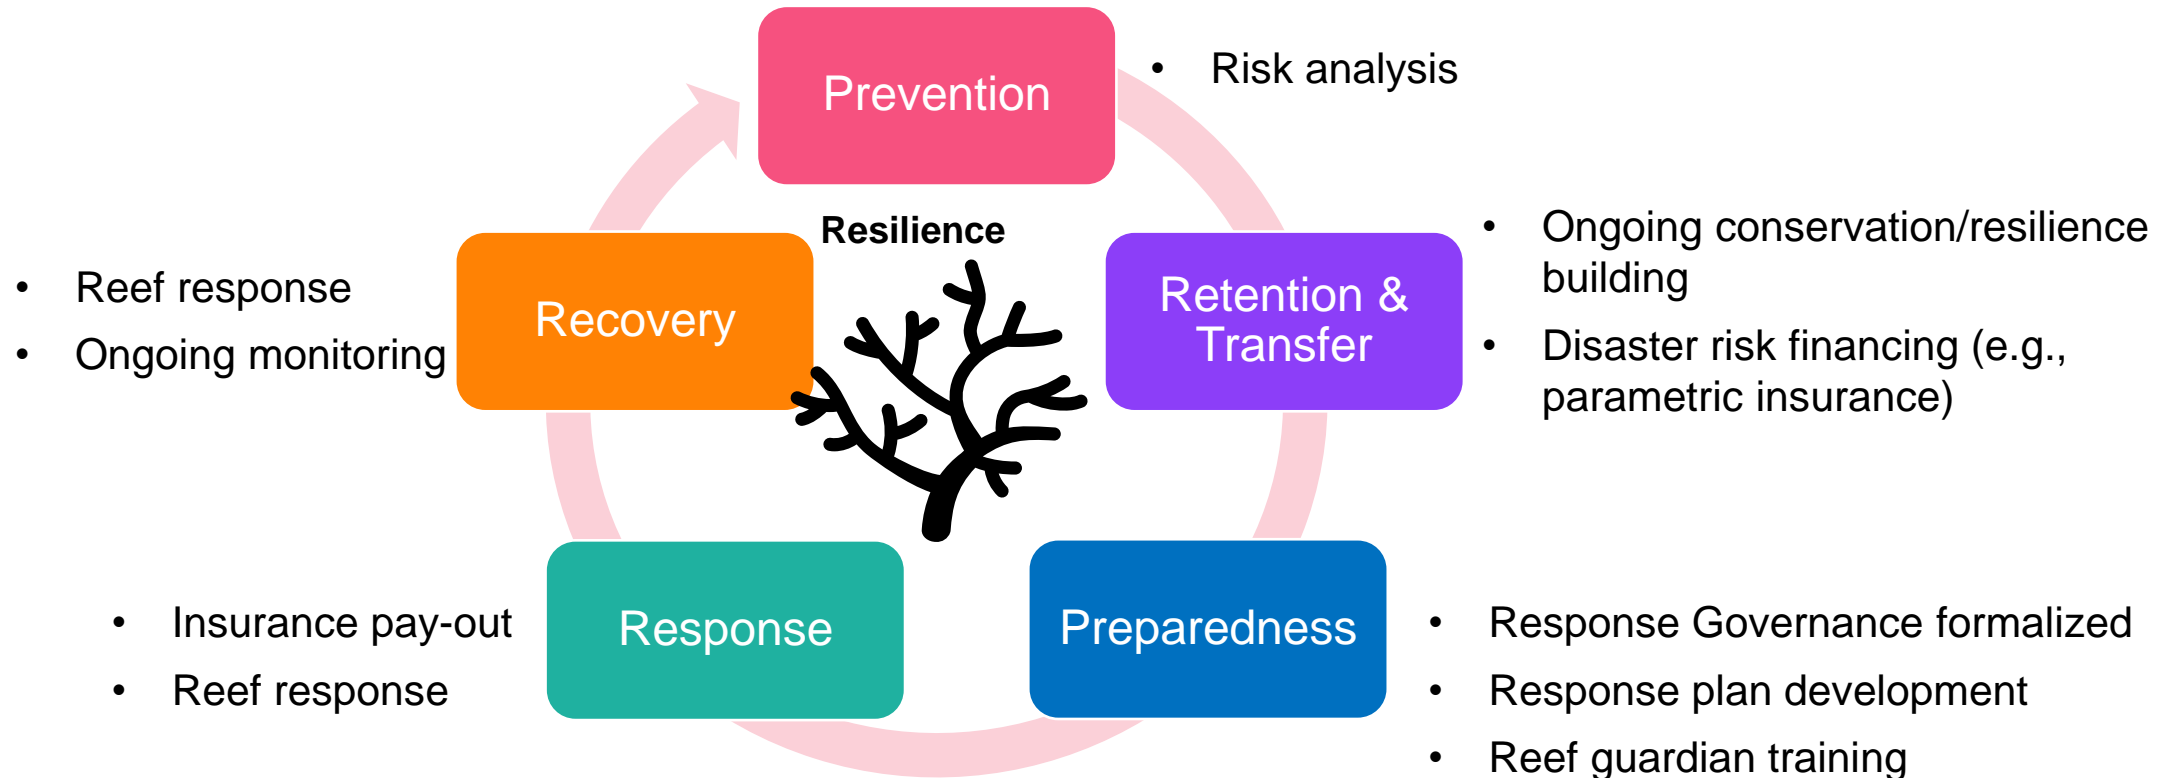 Prevention
• Risk analysis
Resilience
Retention &
Transfer
• Ongoing conservation/resilience
building
• Disaster risk financing (e.g.,
parametric insurance)
Preparedness
• Response Governance formalized
• Response plan development
• Reef guardian training
Response
• Insurance pay-out
• Reef response
Recovery
• Reef response
• Ongoing monitoring